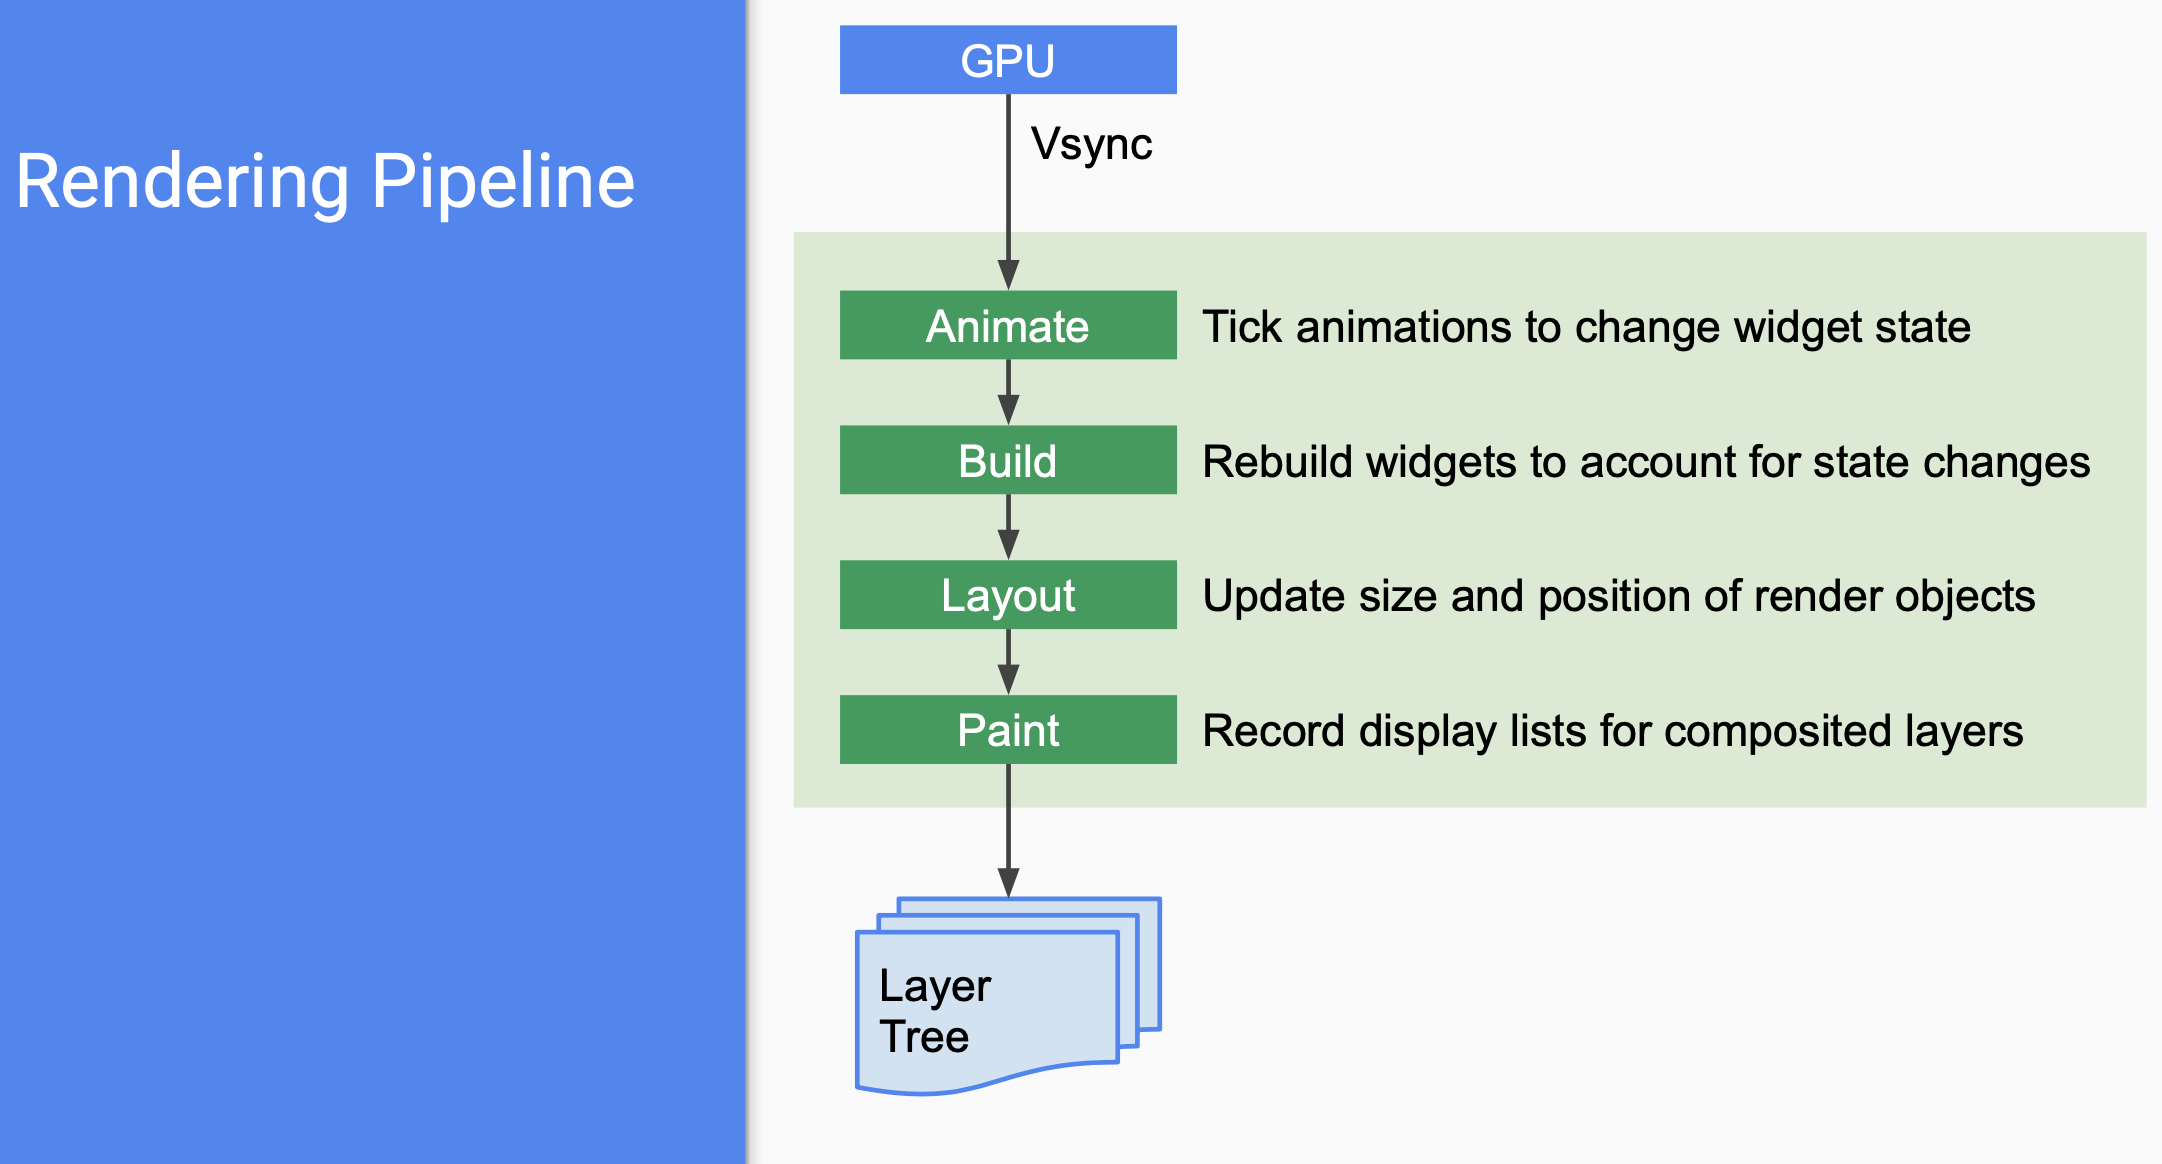 Rendering Pipeline
GPU
Vsync
Animate
Tick animations to change widget state
Build
Rebuild widgets to account for state changes
Layout
Update size and position of render objects
Paint
Record display lists for composited layers
Layer
Tree